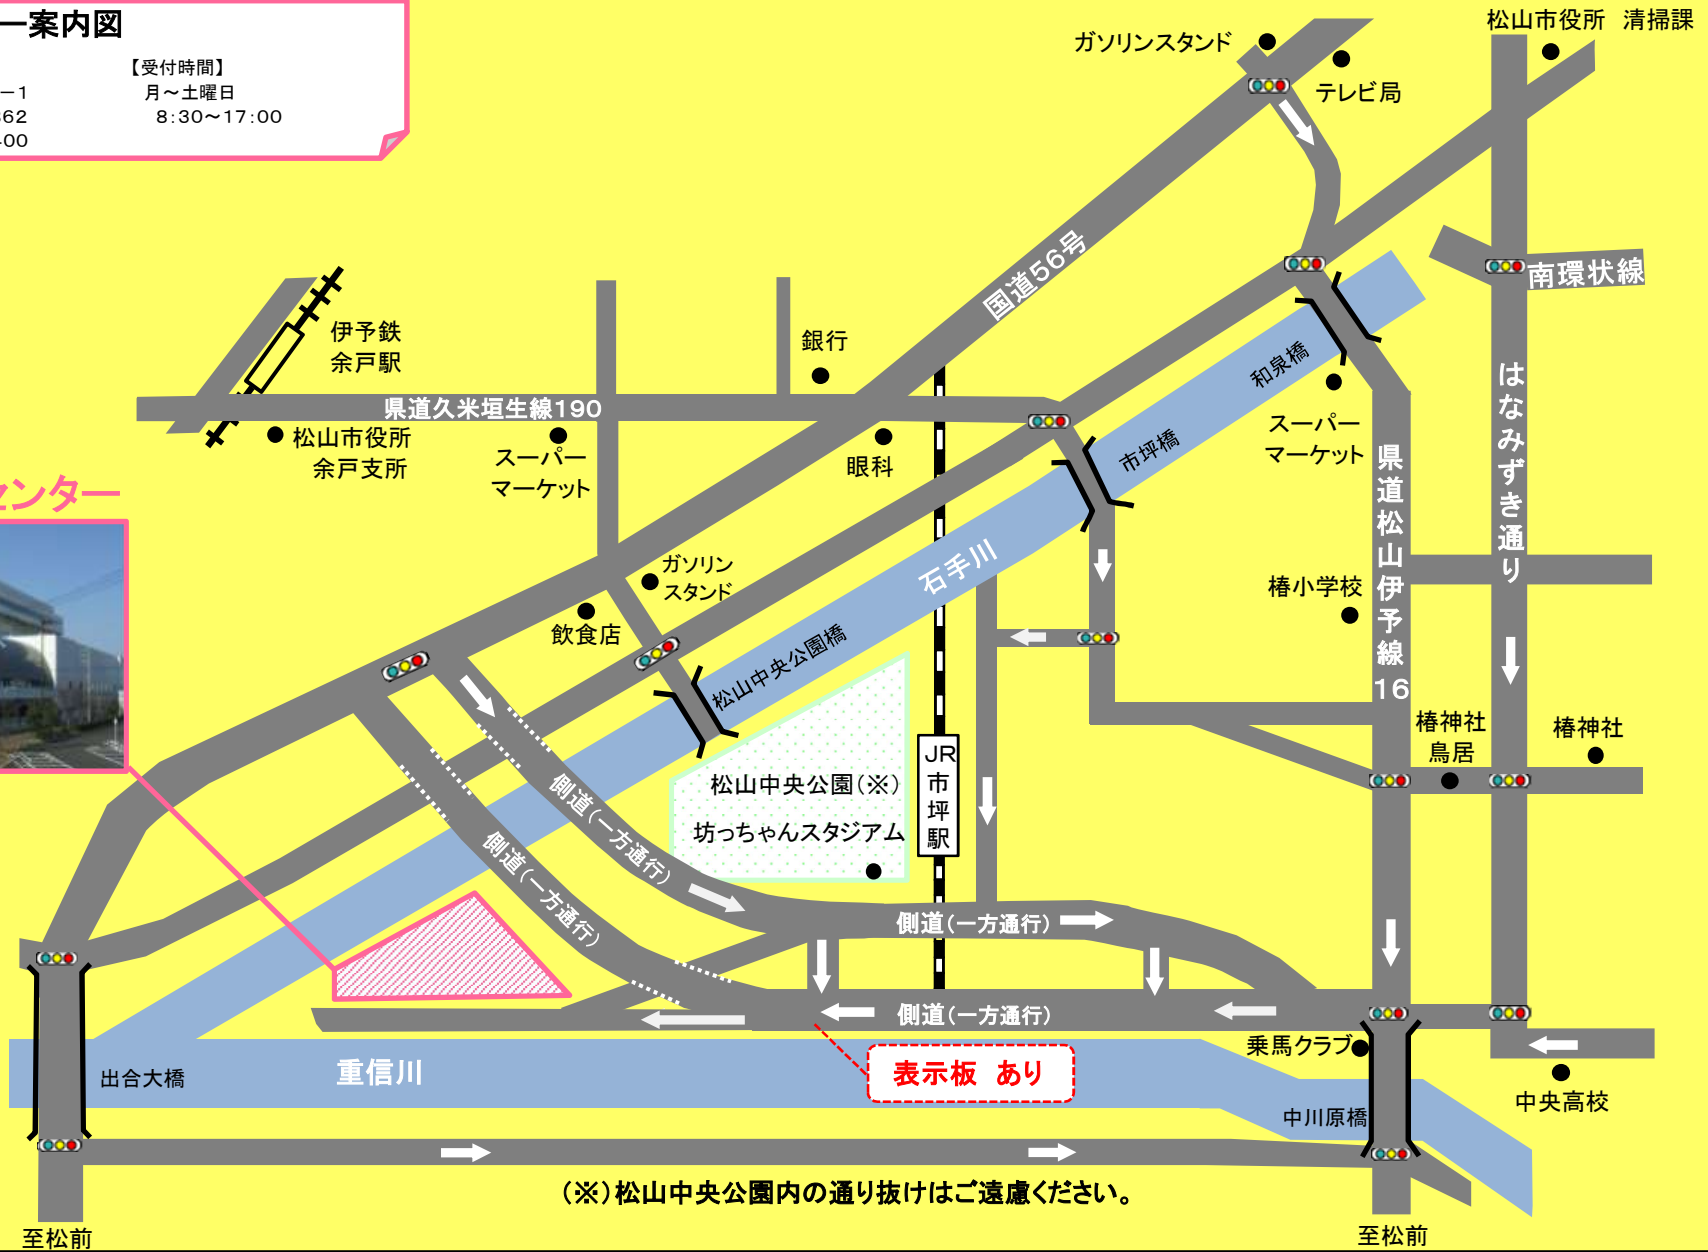 ー案内図
【受付時間】
−1
月～土曜日
862
8:30～17:00
400
ガソリンスタンド
テレビ局
松山市役所 清掃課
国道56号
南環状線
はなみずき通り
伊予鉄
余戸駅
銀行
県道久米垣生線190
松山市役所
余戸支所
スーパー
マーケット
眼科
和泉橋
市坪橋
スーパー
マーケット
県道松山伊予線16
センター
ガソリン
スタンド
飲食店
石手川
椿小学校
松山中央公園橋
椿神社
鳥居
椿神社
JR市坪駅
松山中央公園(※)
坊っちゃんスタジアム
側道(一方通行)
側道(一方通行)
側道(一方通行)
側道(一方通行)
乗馬クラブ
表示板 あり
重信川
出合大橋
中央高校
中川原橋
(※)松山中央公園内の通り抜けはご遠慮ください。
至松前
至松前